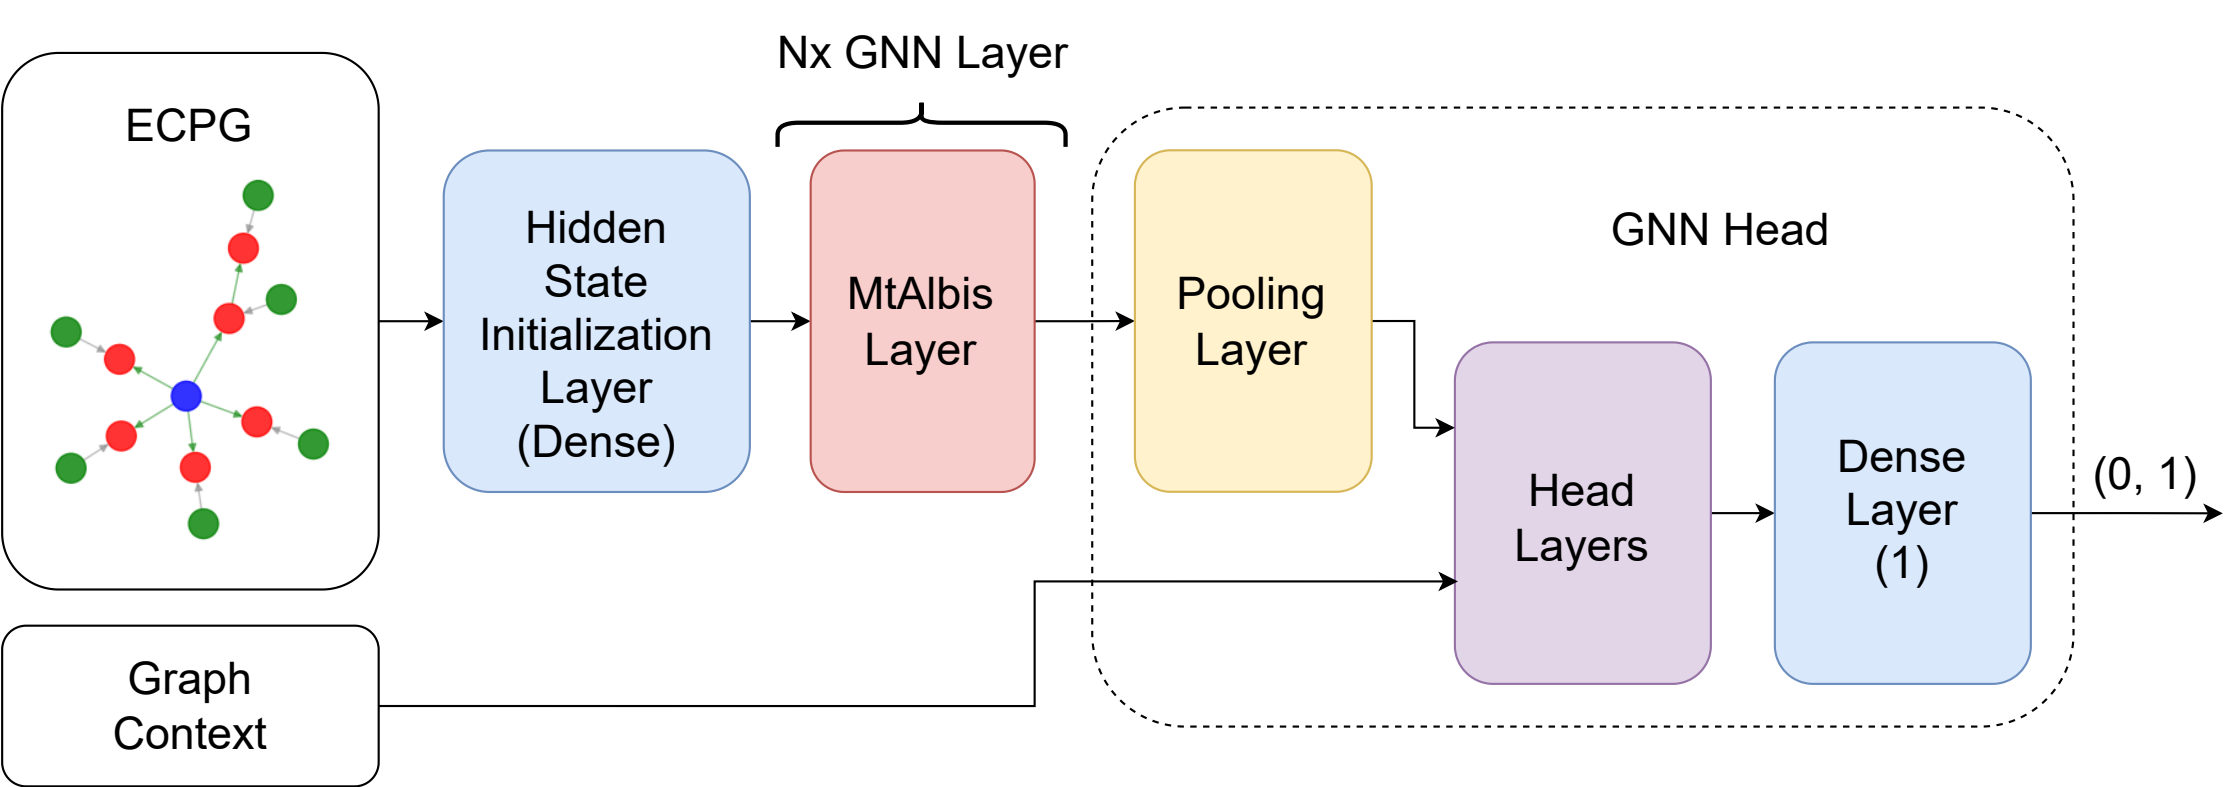 Nx GNN Layer
ECPG
Hidden
State
Initialization
Layer
(Dense)
MtAlbis
Layer
Pooling
Layer
GNN Head
Head
Layers
Dense
Layer
(1)
(0, 1)
Graph
Context